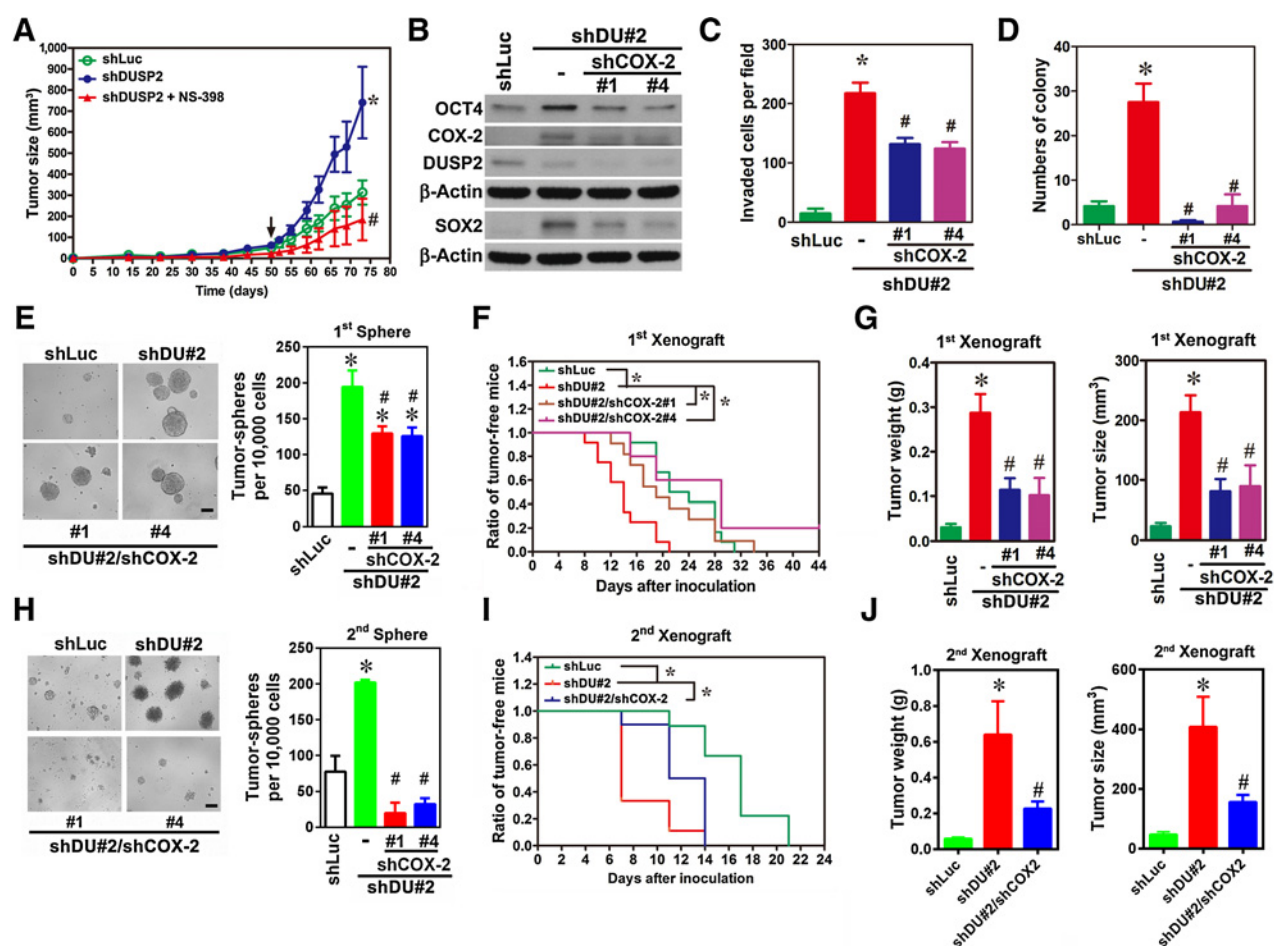 A
shLuc
shDUSP2
shDUSP2 + NS-398
Tumor size (mm³)
1,000
900
800
700
600
500
400
300
200
100
0
*
#
0 5 10 15 20 25 30 35 40 45 50 55 60 65 70 75 80
Time (days)
B
shLuc
shDU#2
shCOX-2
- #1 #4
OCT4
COX-2
DUSP2
β-Actin
SOX2
β-Actin
C
Invaded cells per field
300
200
100
0
* # #
shLuc - #1 #4
shCOX-2
shDU#2
D
Numbers of colony
40
30
20
10
0
* # #
shLuc - #1 #4
shCOX-2
shDU#2
E
shLuc shDU#2
#1 #4
shDU#2/shCOX-2
1st Sphere
Tumor-spheres
per 10,000 cells
250
200
150
100
50
0
* # #
* *
shLuc - #1 #4
shCOX-2
shDU#2
F
1st Xenograft
Ratio of tumor-free mice
1.6
1.4
1.2
1.0
0.8
0.6
0.4
0.2
0.0
shLuc
shDU#2
shDU#2/shCOX-2#1
shDU#2/shCOX-2#4
* * *
0 4 8 12 16 20 24 28 32 36 40 44
Days after inoculation
G
1st Xenograft
Tumor weight (g)
0.4
0.3
0.2
0.1
0.0
* # #
shLuc - #1 #4
shCOX-2
shDU#2
1st Xenograft
Tumor size (mm³)
300
200
100
0
* # #
shLuc - #1 #4
shCOX-2
shDU#2
H
shLuc shDU#2
#1 #4
shDU#2/shCOX-2
2nd Sphere
Tumor-spheres
per 10,000 cells
250
200
150
100
50
0
* # #
shLuc - #1 #4
shCOX-2
shDU#2
I
2nd Xenograft
Ratio of tumor-free mice
1.4
1.2
1.0
0.8
0.6
0.4
0.2
0.0
shLuc
shDU#2
shDU#2/shCOX-2
* *
0 2 4 6 8 10 12 14 16 18 20 22 24
Days after inoculation
J
2nd Xenograft
Tumor weight (g)
1.0
0.8
0.6
0.4
0.2
0.0
* #
shLuc shDU#2 shDU#2/shCOX2
2nd Xenograft
Tumor size (mm³)
600
400
200
0
* #
shLuc shDU#2 shDU#2/shCOX2